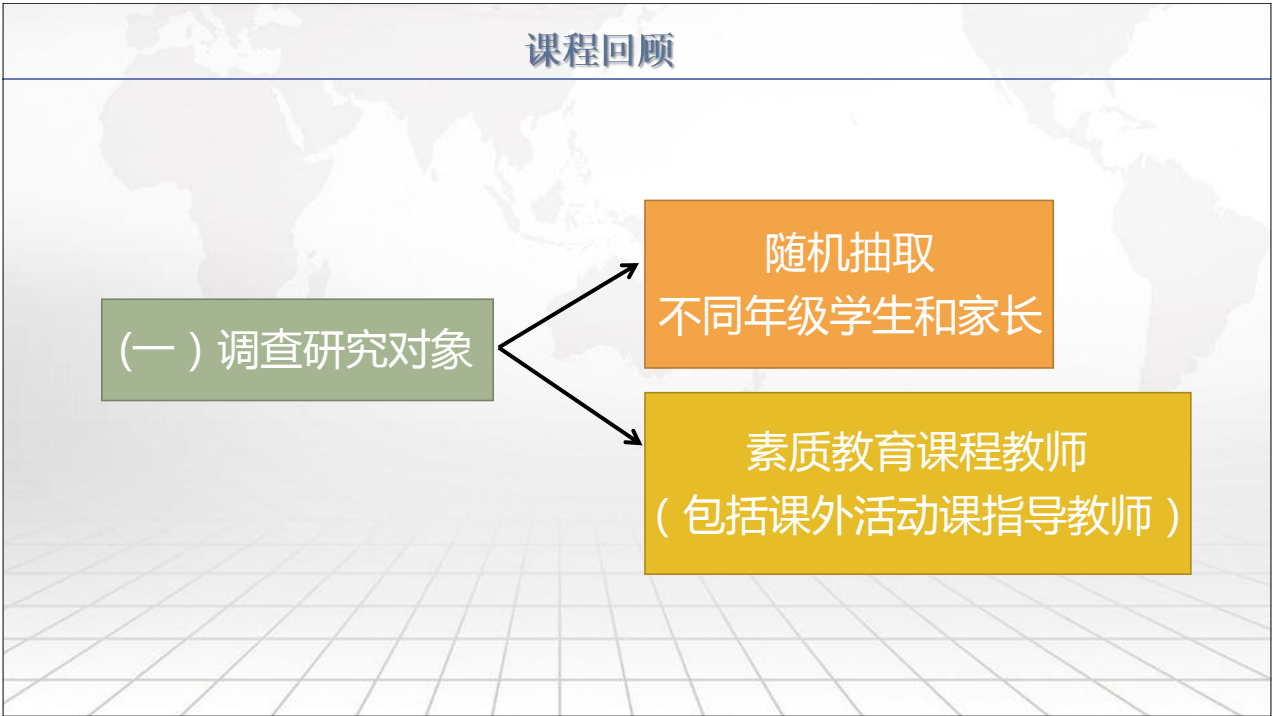 课程回顾
随机抽取
不同年级学生和家长
（一）调查研究对象
素质教育课程教师
（包括课外活动课指导教师）